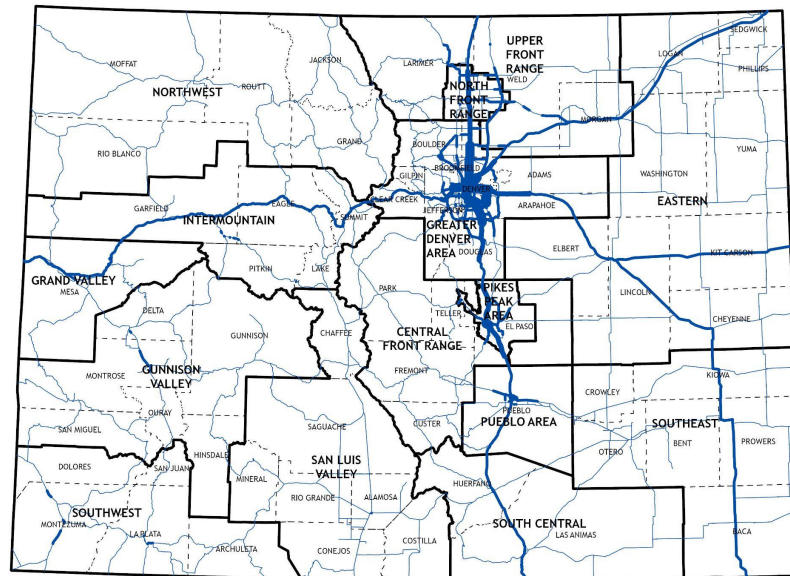 SEDGWICK
LOGAN
PHILLIPS
UPPER
FRONT
RANGE
WELD
JACKSON
LARIMER
MOFFAT
ROUTT
NORTHWEST
NORTH
FRONT
RANGE
MORGAN
GRAND
BOULDER
YUMA
RIO BLANCO
BROOMFIELD
GILPIN
ADAMS
WASHINGTON
DENVER
EASTERN
CLEAR CREEK
ARAPAHOE
JEFFERSON
GARFIELD
EAGLE
SUMMIT
INTERMOUNTAIN
GREATER
DENVER
AREA
DOUGLAS
ELBERT
KIT CARSON
PITKIN
LAKE
GRAND VALLEY
MESA
PARK
PIKES
PEAK
AREA
LINCOLN
DELTA
TELLER
CHEYENNE
EL PASO
CHAFFEE
GUNNISON
CENTRAL
FRONT RANGE
MONTROSE
GUNNISON
VALLEY
FREMONT
KIOWA
CROWLEY
OURAY
PUEBLO
PUEBLO AREA
SAN MIGUEL
SAGUACHE
CUSTER
SOUTHEAST
OTERO
BENT
PROWERS
HINSDALE
DOLORES
SAN JUAN
SAN LUIS
VALLEY
MINERAL
RIO GRANDE
ALAMOSA
HUERFANO
SOUTHWEST
MONTEZUMA
LA PLATA
SOUTH CENTRAL
LAS ANIMAS
BACA
COSTILLA
ARCHULETA
CONEJOS